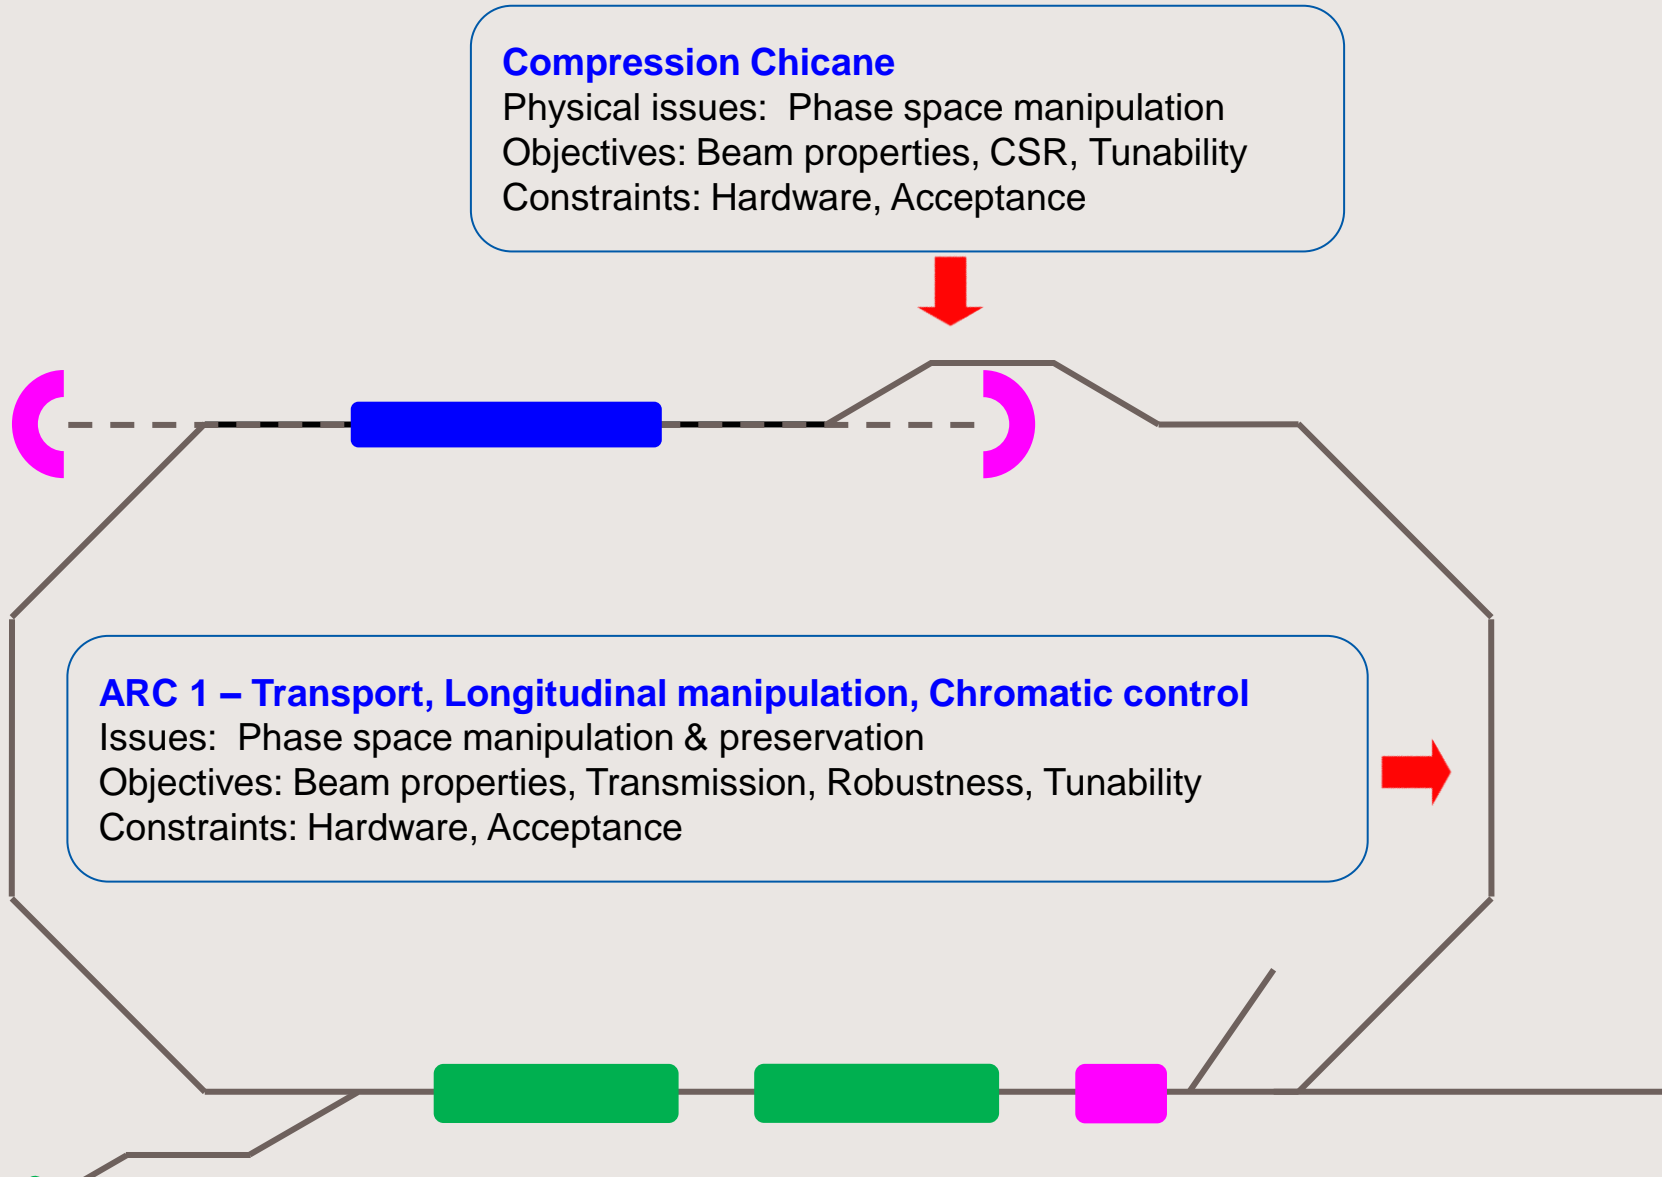 Compression Chicane
Physical issues:  Phase space manipulation
Objectives: Beam properties, CSR, Tunability
Constraints: Hardware, Acceptance
ARC 1 – Transport, Longitudinal manipulation, Chromatic control
Issues:  Phase space manipulation & preservation
Objectives: Beam properties, Transmission, Robustness, Tunability
Constraints: Hardware, Acceptance